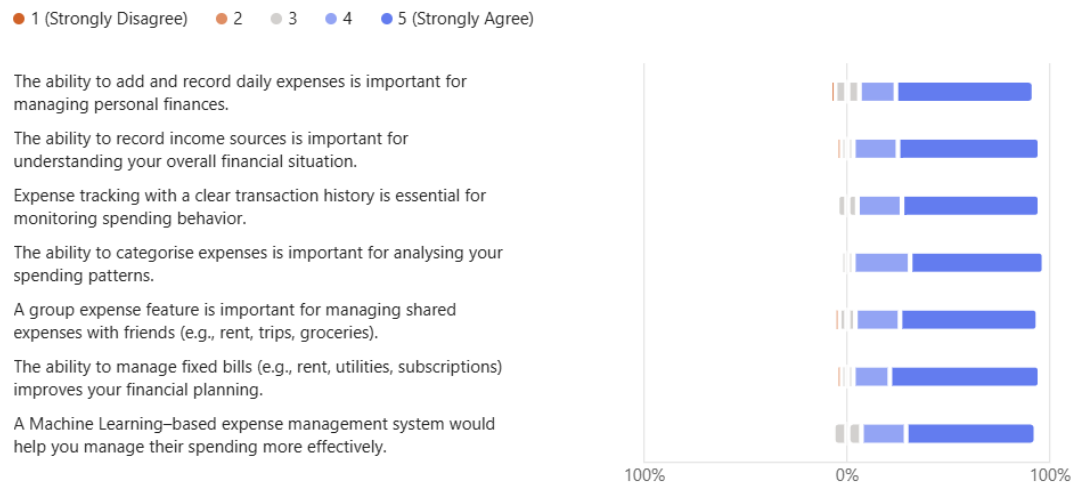 1 (Strongly Disagree) 2 3 4 5 (Strongly Agree)
The ability to add and record daily expenses is important for
managing personal finances.
The ability to record income sources is important for
understanding your overall financial situation.
Expense tracking with a clear transaction history is essential for
monitoring spending behavior.
The ability to categorise expenses is important for analysing your
spending patterns.
A group expense feature is important for managing shared
expenses with friends (e.g., rent, trips, groceries).
The ability to manage fixed bills (e.g., rent, utilities, subscriptions)
improves your financial planning.
A Machine Learning–based expense management system would
help you manage their spending more effectively.
100% 0% 100%